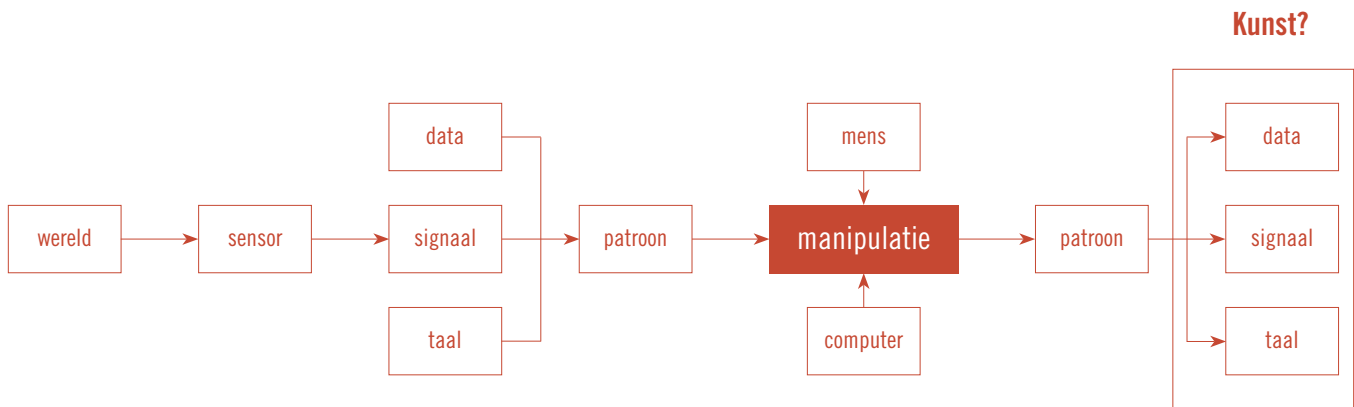 Kunst?
data
mens
data
wereld
sensor
signaal
patroon
manipulatie
patroon
signaal
taal
computer
taal